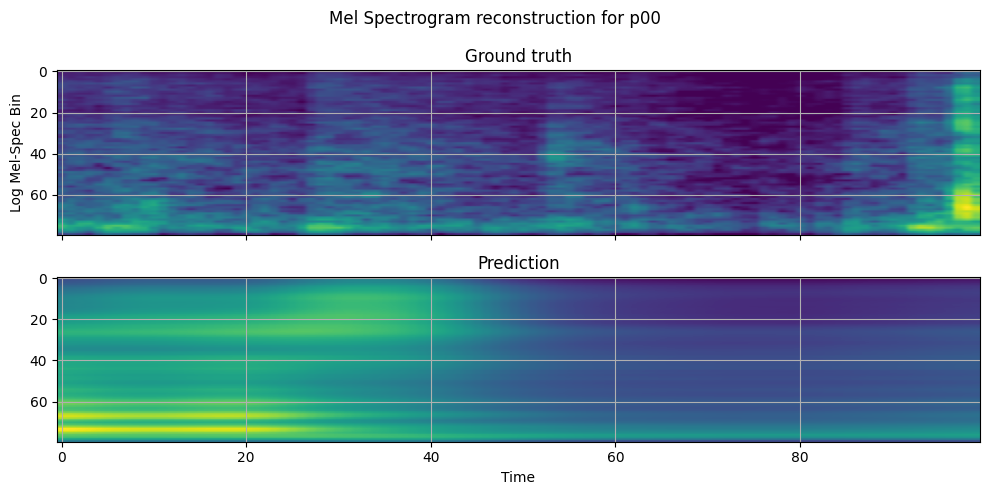 Mel Spectrogram reconstruction for p00
Ground truth
0
20
40
60
Log Mel-Spec Bin
Prediction
0
20
40
60
0 20 40 60 80
Time